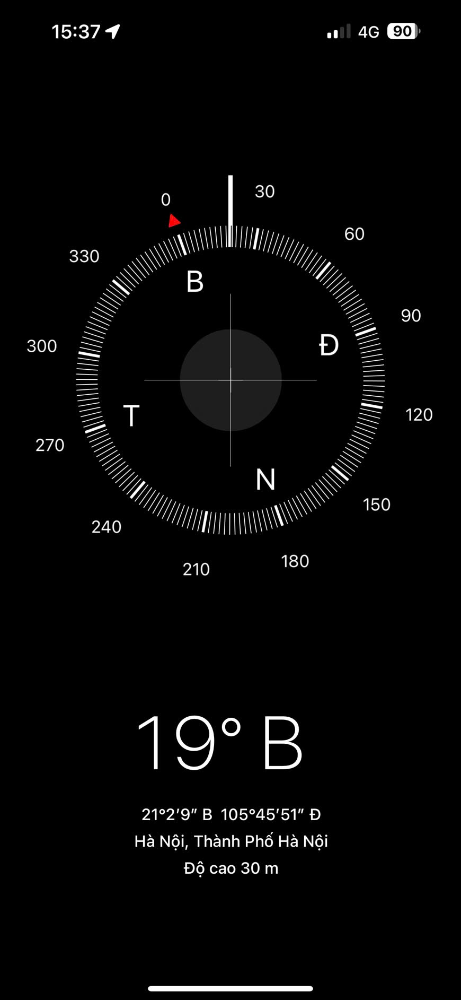 15:37 4G 90
0 30
60
330
B
90
Đ
300
T
120
270
N
150
240
180
210
19° B
21°2′9″ B 105°45′51″ Đ
Hà Nội, Thành Phố Hà Nội
Độ cao 30 m